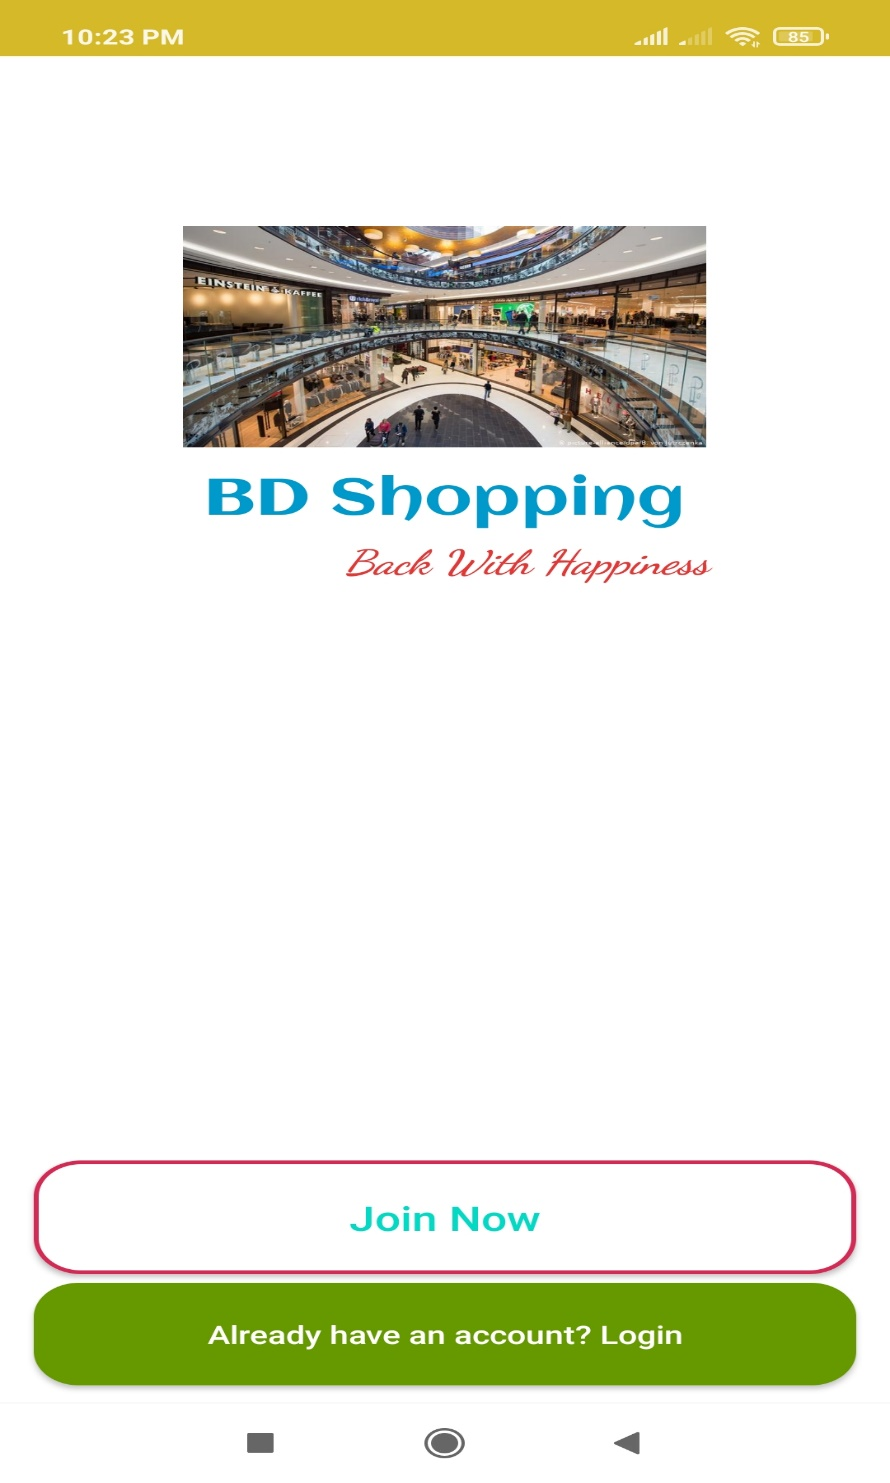 10:23 PM
85
EINSTEIN KAFFEE
BD Shopping
Back With Happiness
Join Now
Already have an account? Login